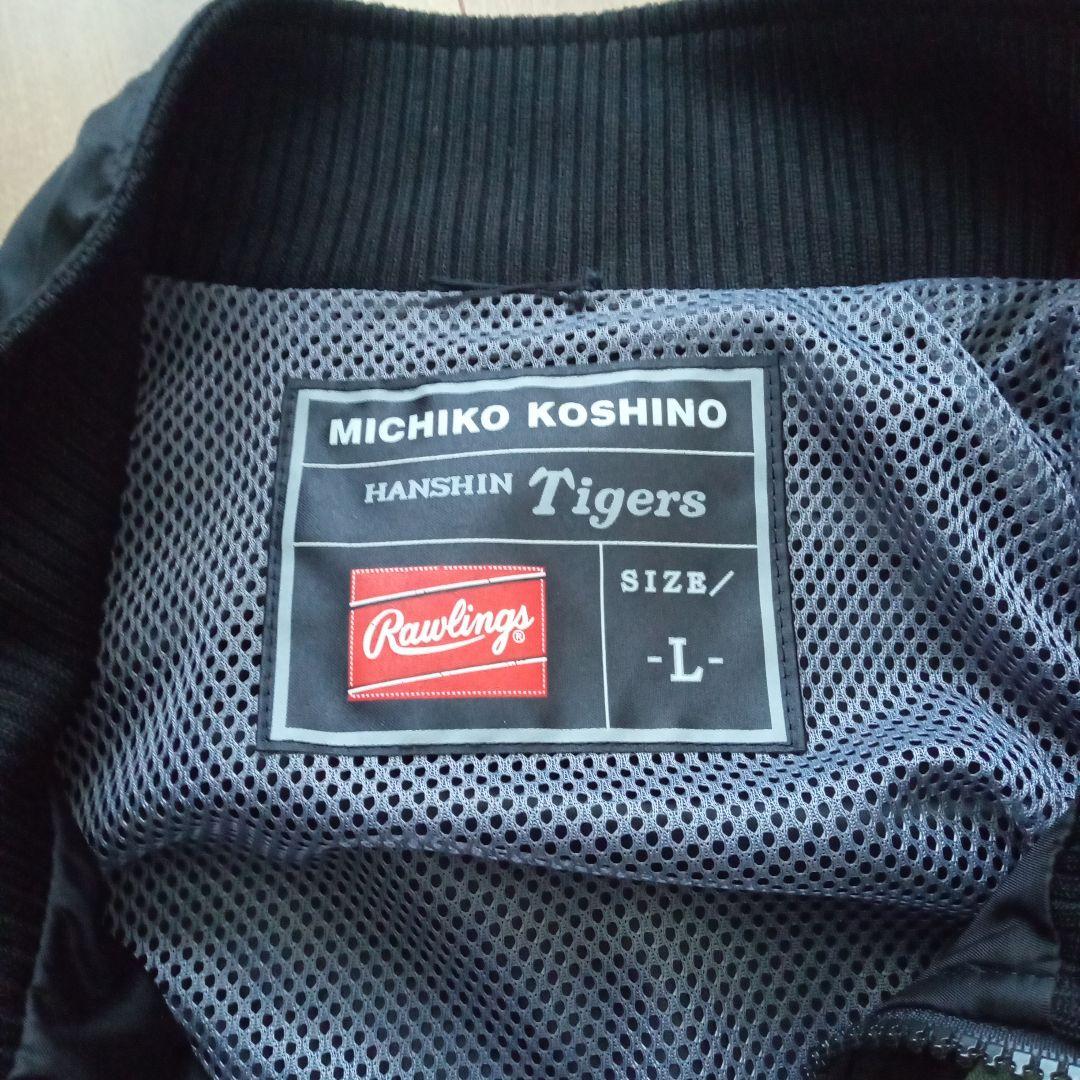 MICHIKO KOSHINO
HANSHIN Tigers
Rawlings®
SIZE/
-L-